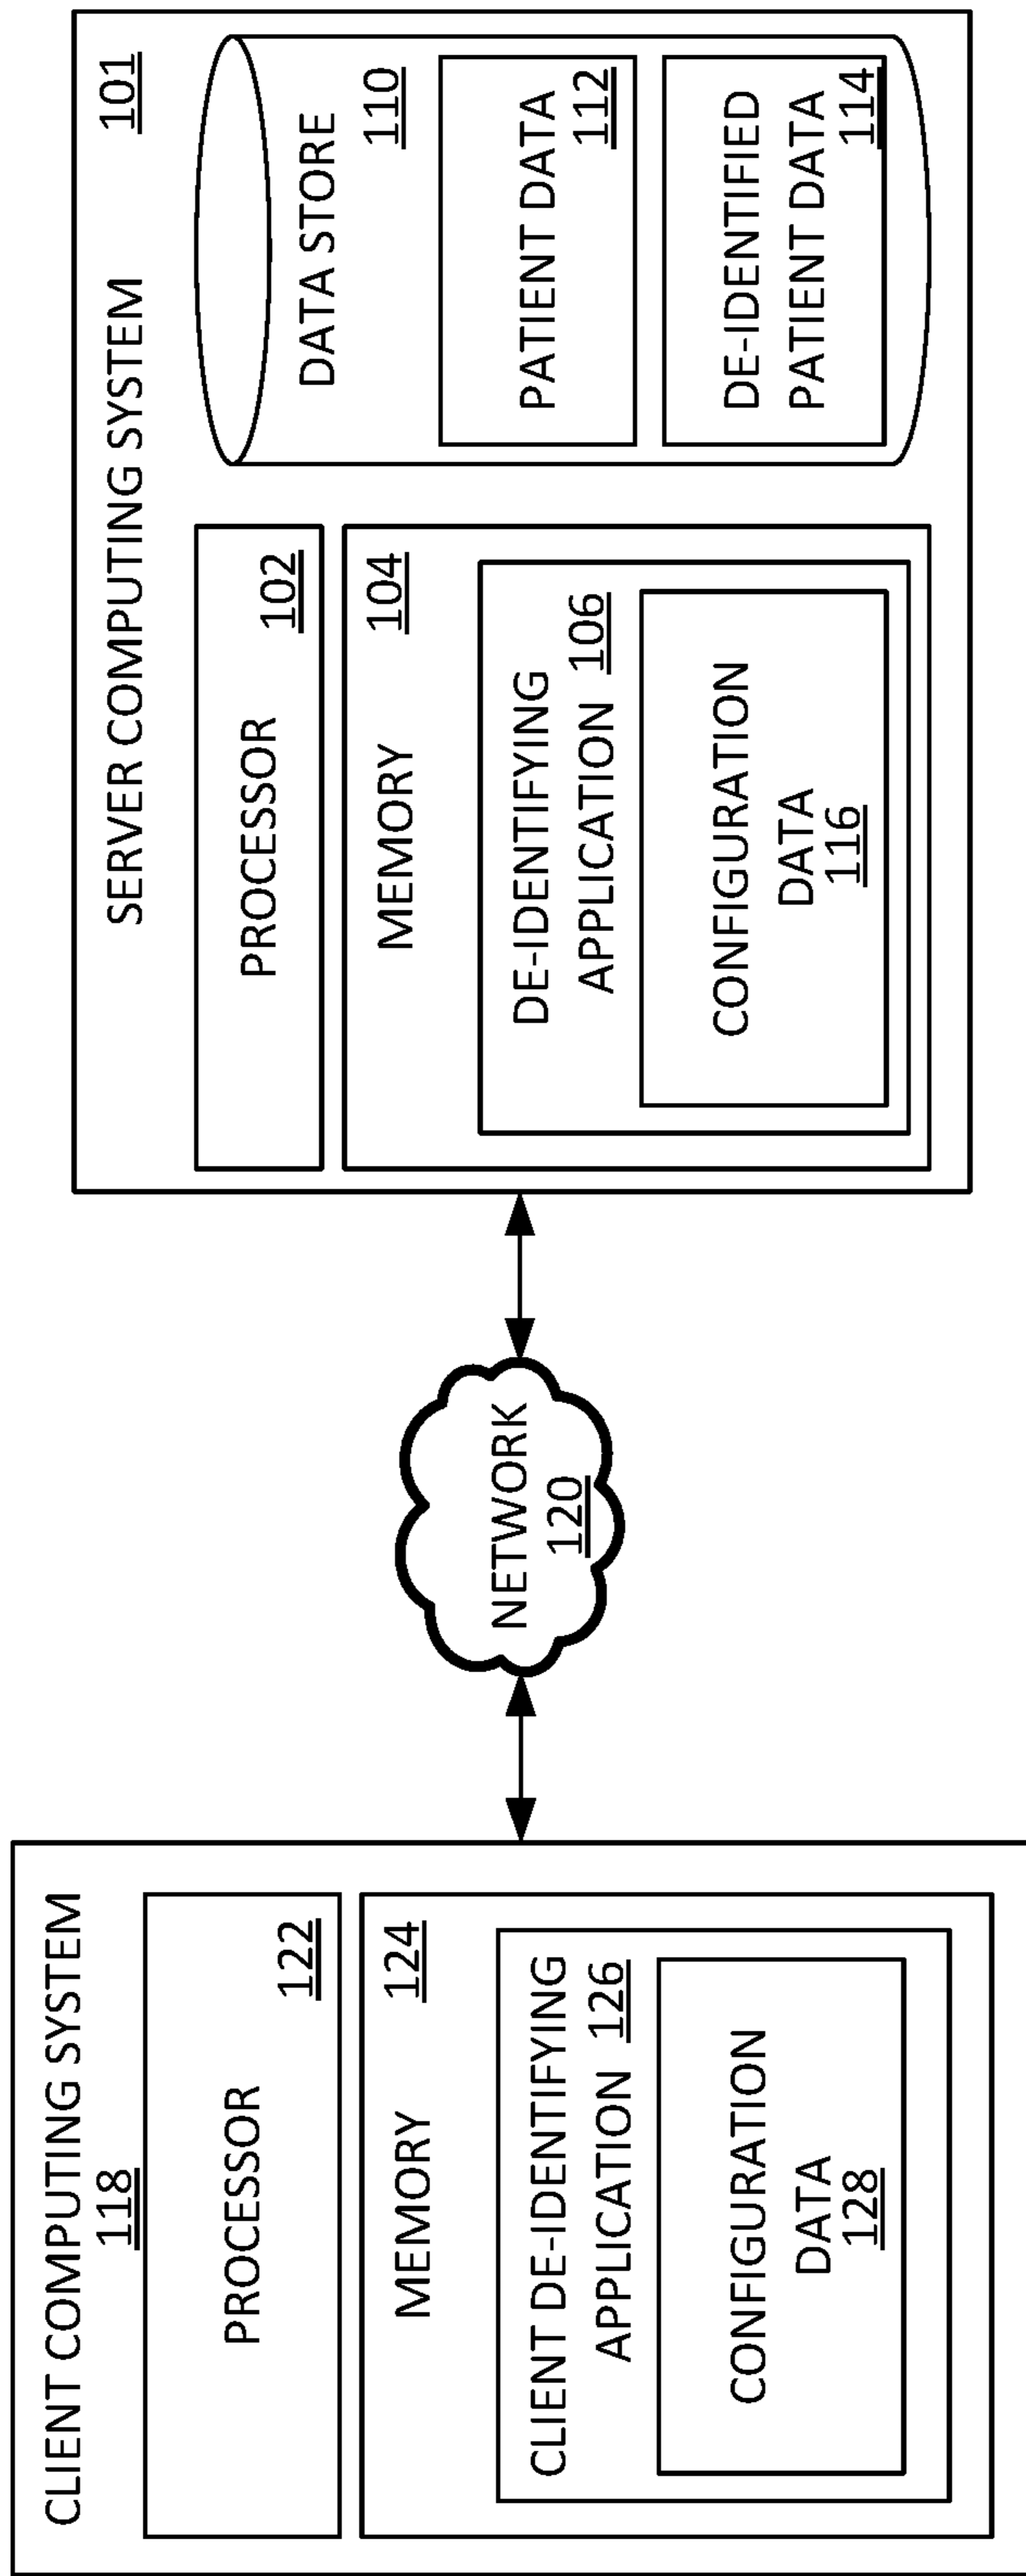 CLIENT COMPUTING SYSTEM
118
PROCESSOR
122
MEMORY
124
CLIENT DE-IDENTIFYING
APPLICATION 126
CONFIGURATION
DATA
128
NETWORK
120
SERVER COMPUTING SYSTEM
101
PROCESSOR
102
MEMORY
104
DE-IDENTIFYING
APPLICATION 106
CONFIGURATION
DATA
116
DATA STORE
110
PATIENT DATA
112
DE-IDENTIFIED
PATIENT DATA
114